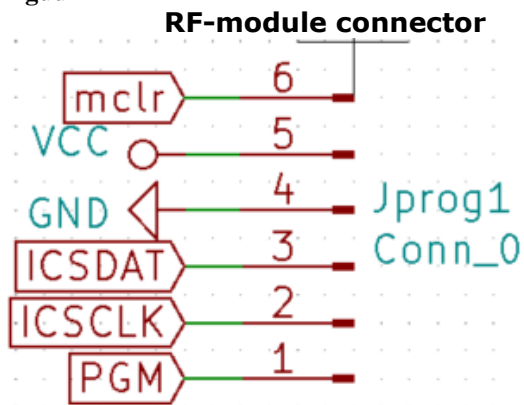 RF-module connector
mclr 6
VCC 5
GND 4 Jprog1
ICSDAT 3 Conn_0
ICSCLK 2
PGM 1